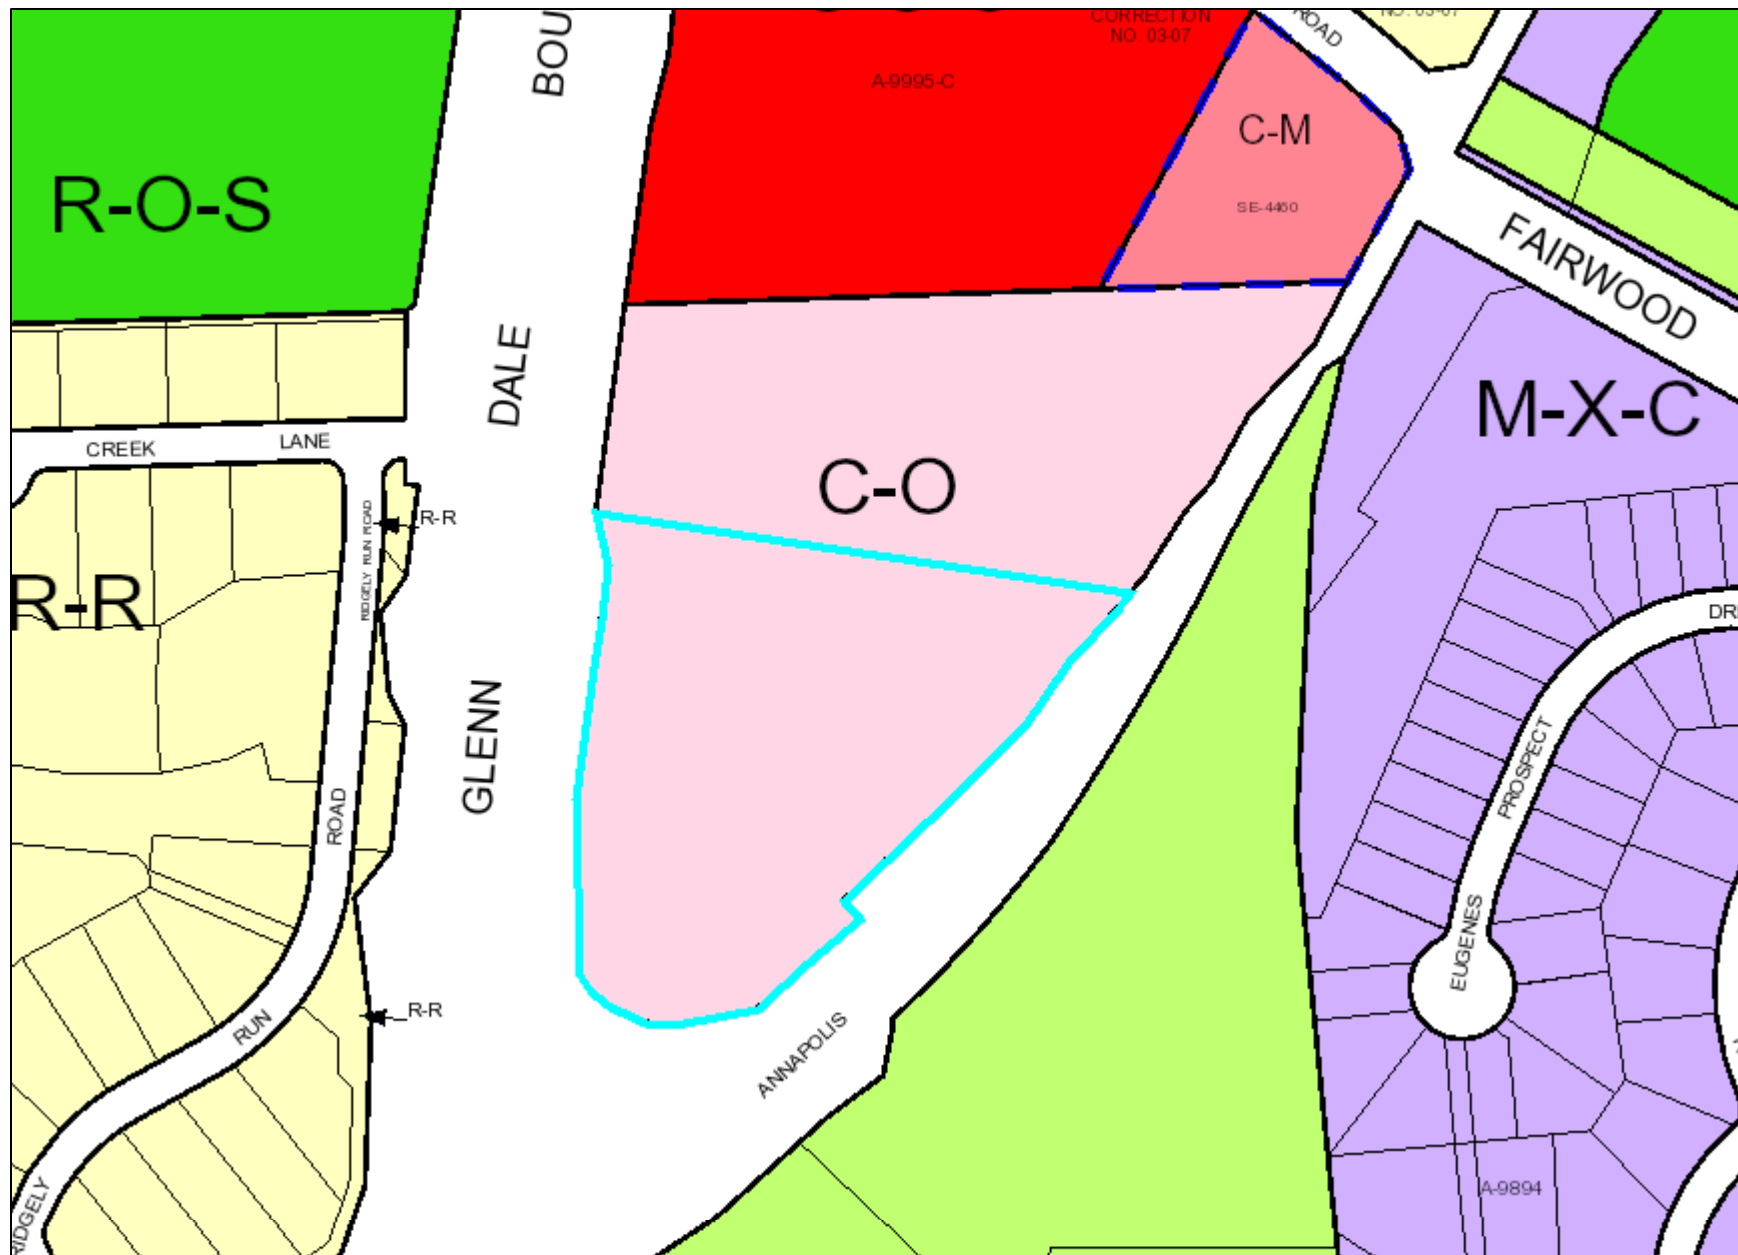 BOU
CORRECTION
NO. 03-07
A-9995-C
ROAD
C-M
SE-4460
R-O-S
FAIRWOOD
DALE
M-X-C
CREEK LANE
C-O
RIDGELY RUN ROAD
R-R
R-R
GLENN
DRI
PROSPECT
ROAD
EUGENES
R-R
RUN
ANNAPOLIS
A-9894
RIDGELY